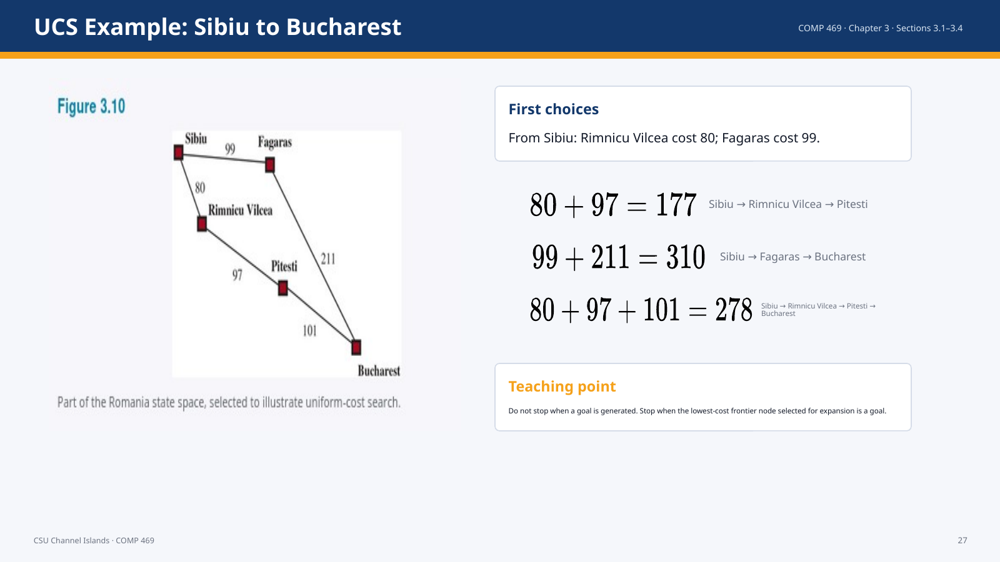 UCS Example: Sibiu to Bucharest
COMP 469 · Chapter 3 · Sections 3.1–3.4
Figure 3.10
Sibiu
99
Fagaras
80
Rimnicu Vilcea
211
Pitesti
97
101
Bucharest
Part of the Romania state space, selected to illustrate uniform-cost search.
First choices
From Sibiu: Rimnicu Vilcea cost 80; Fagaras cost 99.
80 + 97 = 177 Sibiu → Rimnicu Vilcea → Pitesti
99 + 211 = 310 Sibiu → Fagaras → Bucharest
80 + 97 + 101 = 278 Sibiu → Rimnicu Vilcea → Pitesti →
Bucharest
Teaching point
Do not stop when a goal is generated. Stop when the lowest-cost frontier node selected for expansion is a goal.
CSU Channel Islands · COMP 469
27